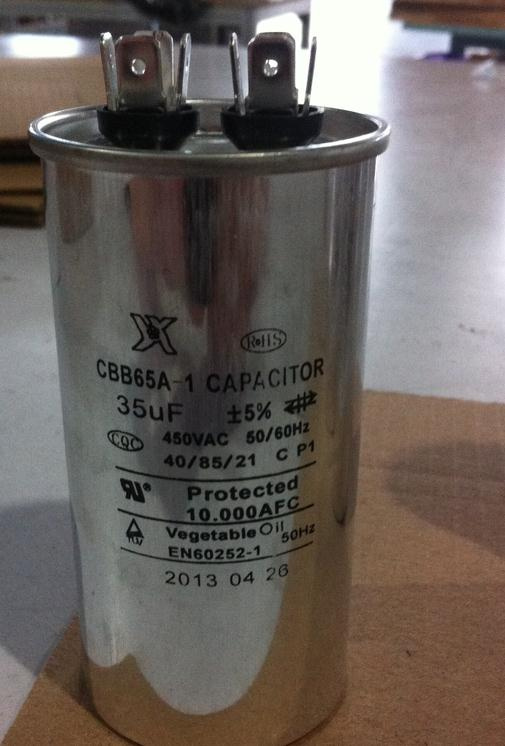 RoHS
CBB65A-1 CAPACITOR
35uF ±5%
CQC 450VAC 50/60Hz
40/85/21 C P1
Protected
10.000AFC
TÜV Vegetable Oil 50Hz
EN60252-1
2013 04 26